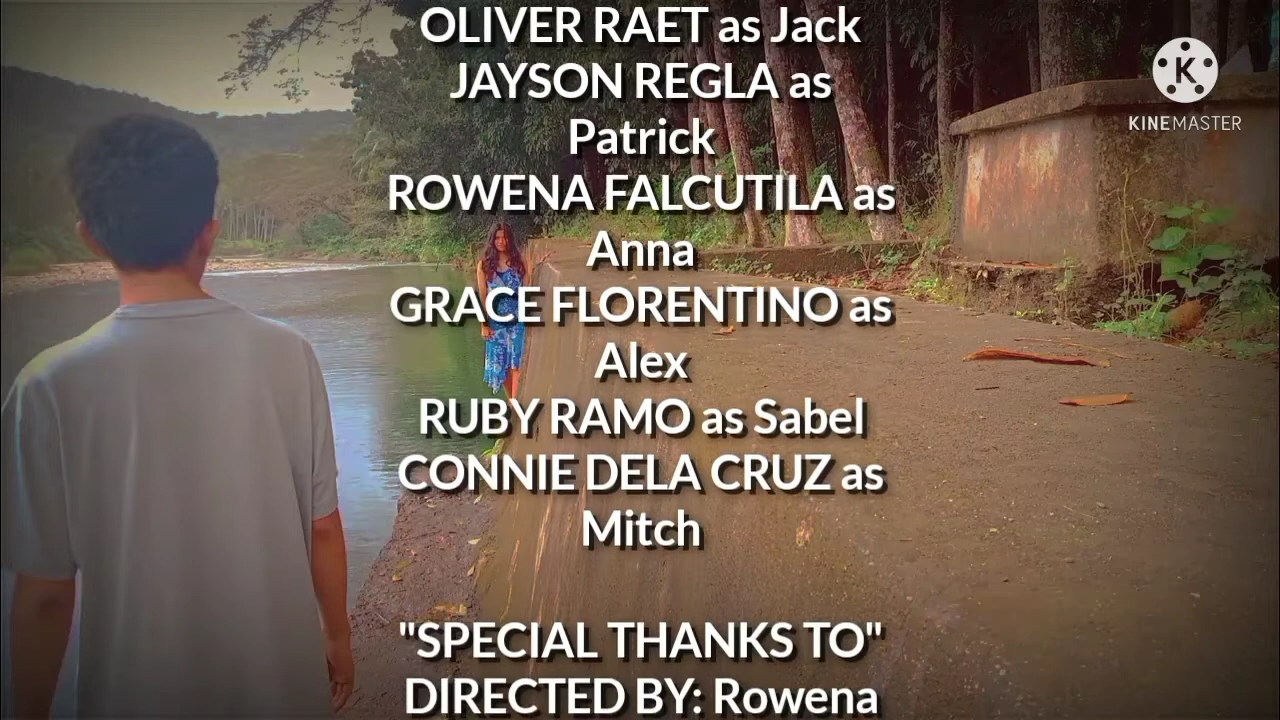 OLIVER RAET as Jack
JAYSON REGLA as
Patrick
ROWENA FALCUTILA as
Anna
GRACE FLORENTINO as
Alex
RUBY RAMO as Sabel
CONNIE DELA CRUZ as
Mitch
"SPECIAL THANKS TO"
DIRECTED BY: Rowena
K
KINEMASTER